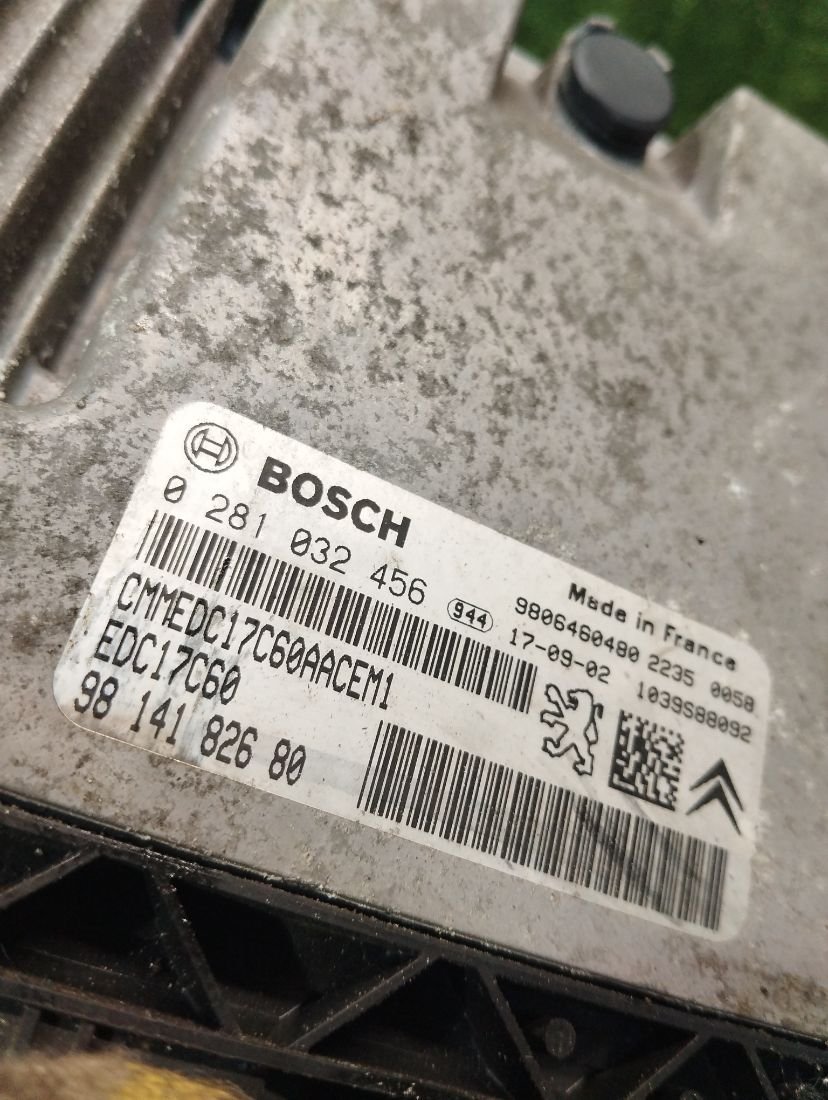 BOSCH
0 281 032 456 944
Made in France
9806460480 2235 0058
17-09-02 1039S88092
CMMEDC17C60AACEM1
EDC17C60
98 141 826 80